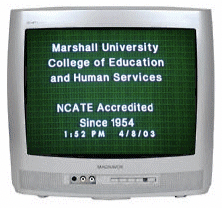 Marshall University
College of Education
and Human Services
NCATE Accredited
Since 1954
1:52 PM 4/8/03
MAGNAVOX